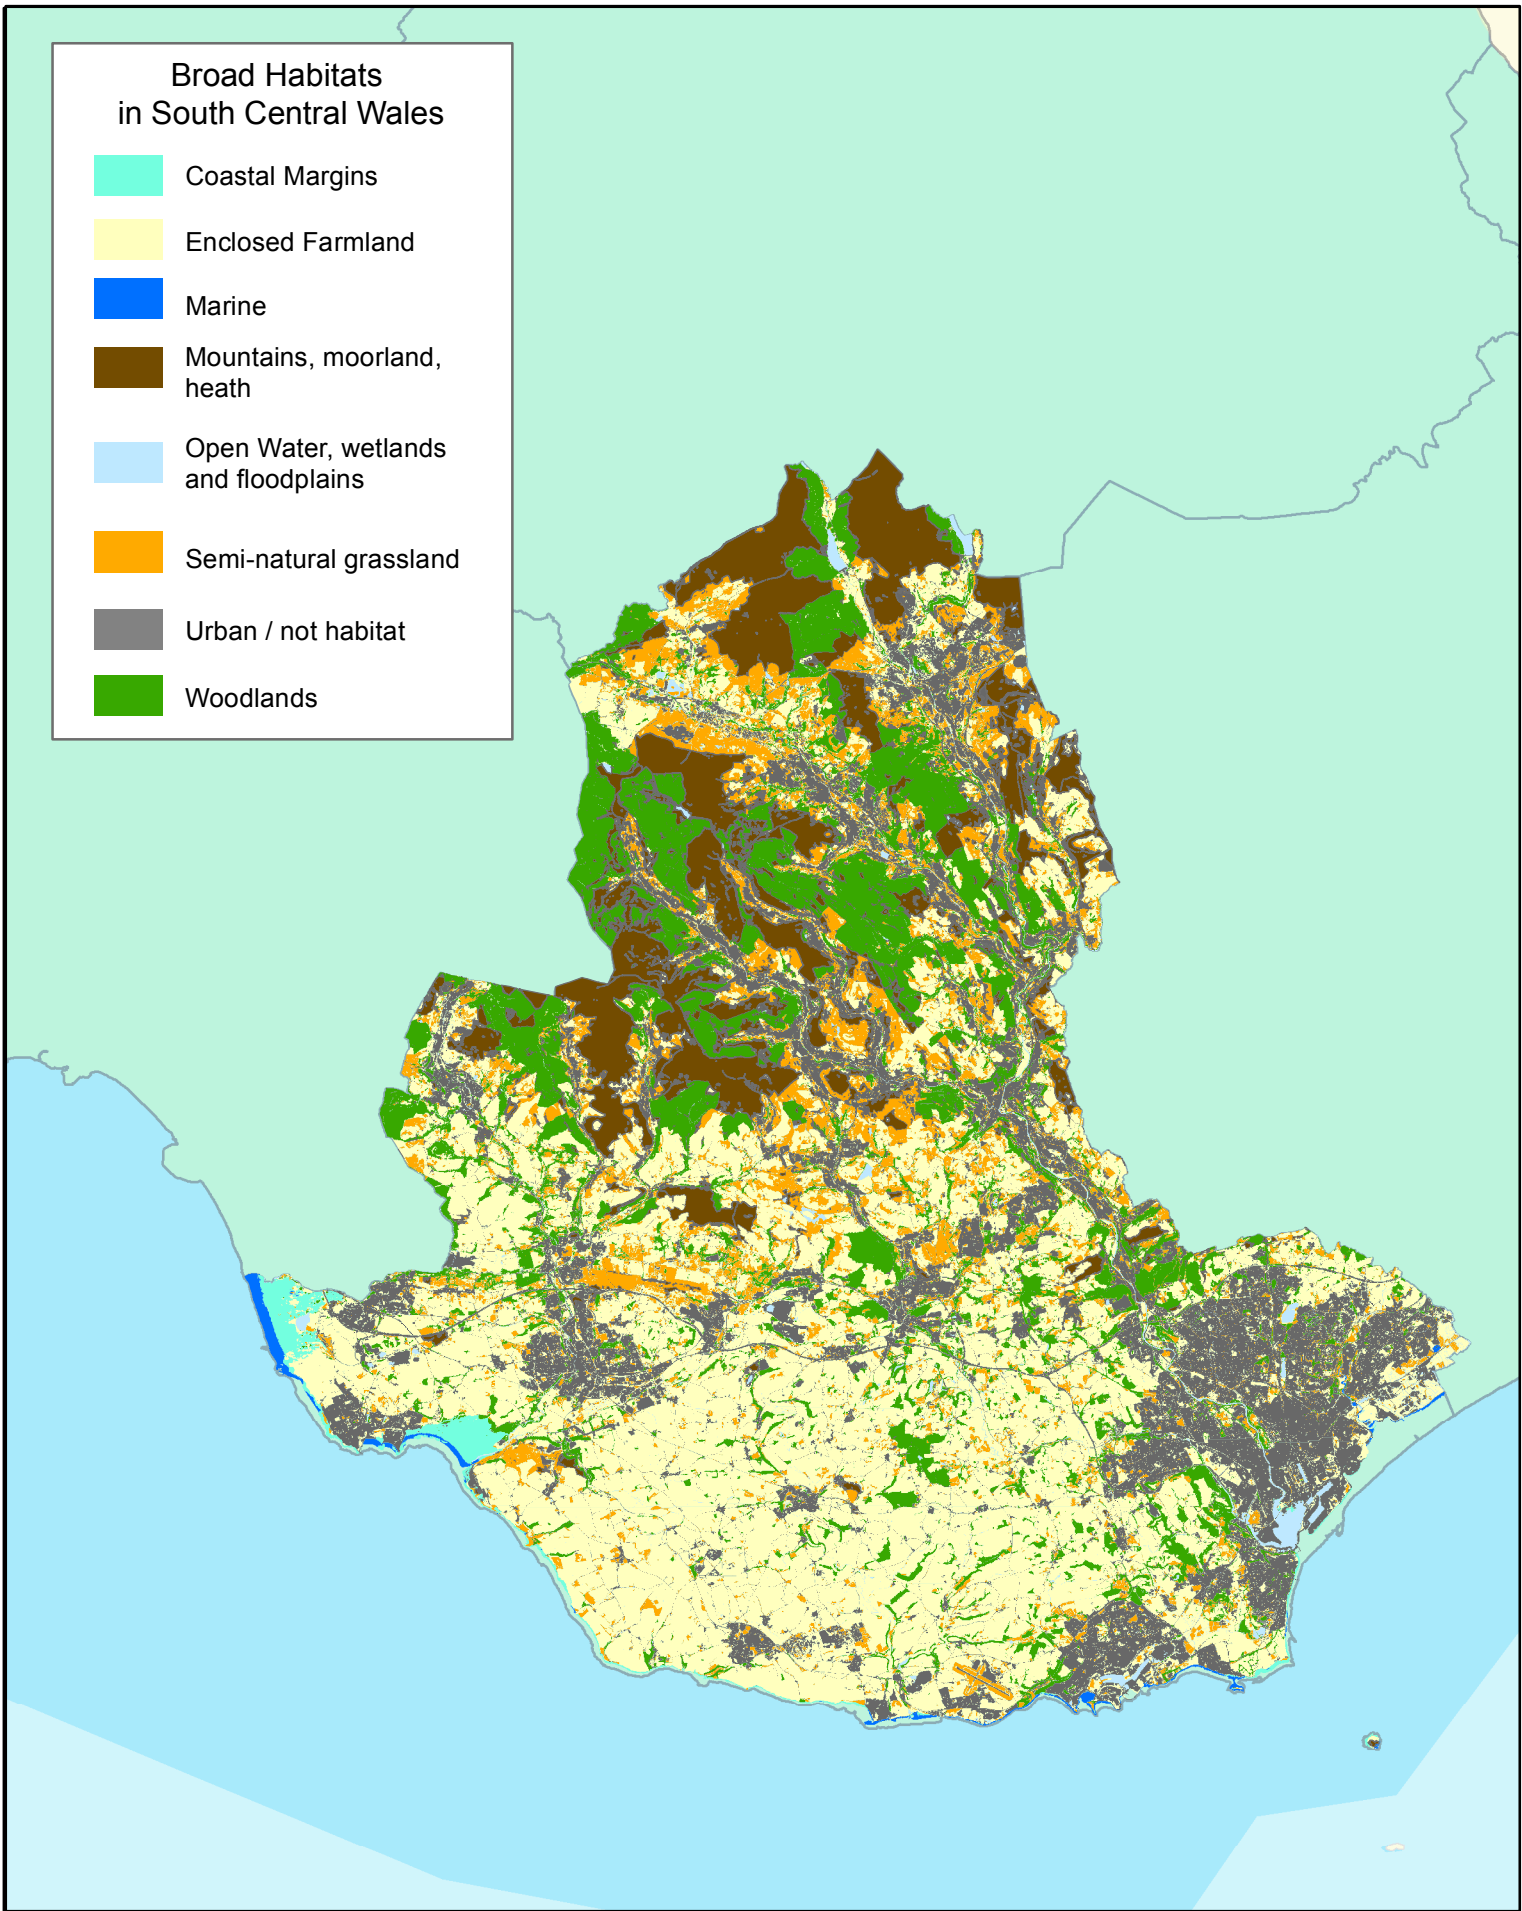 Broad Habitats
in South Central Wales
Coastal Margins
Enclosed Farmland
Marine
Mountains, moorland,
heath
Open Water, wetlands
and floodplains
Semi-natural grassland
Urban / not habitat
Woodlands